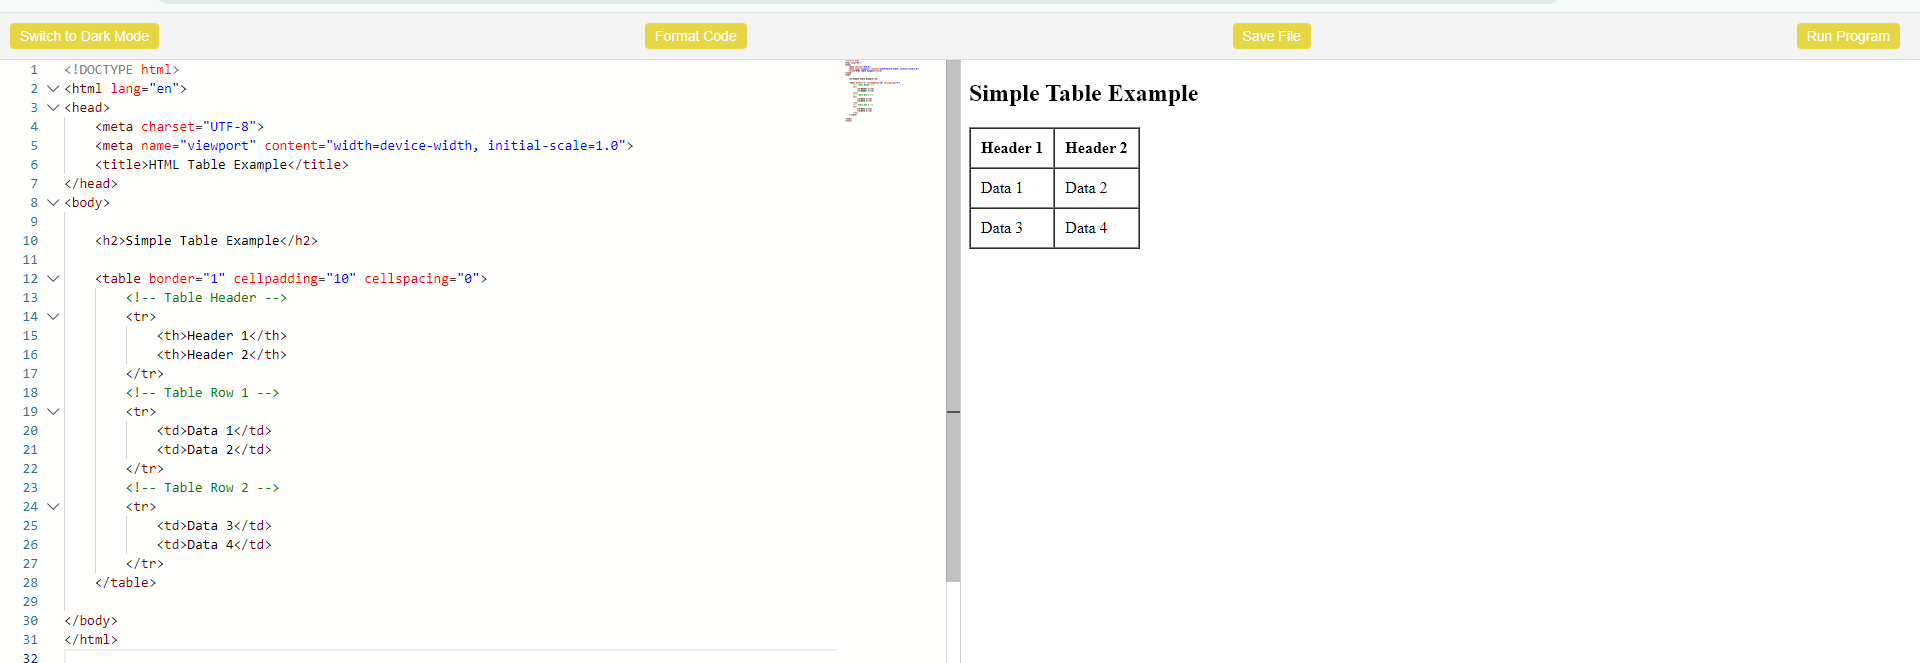 Switch to Dark Mode
Format Code
Save File
Run Program
1 <!DOCTYPE html>
2 <html lang="en">
3 <head>
4     <meta charset="UTF-8">
5     <meta name="viewport" content="width=device-width, initial-scale=1.0">
6     <title>HTML Table Example</title>
7 </head>
8 <body>
9
10     <h2>Simple Table Example</h2>
11
12     <table border="1" cellpadding="10" cellspacing="0">
13         <!-- Table Header -->
14         <tr>
15             <th>Header 1</th>
16             <th>Header 2</th>
17         </tr>
18         <!-- Table Row 1 -->
19         <tr>
20             <td>Data 1</td>
21             <td>Data 2</td>
22         </tr>
23         <!-- Table Row 2 -->
24         <tr>
25             <td>Data 3</td>
26             <td>Data 4</td>
27         </tr>
28     </table>
29
30 </body>
31 </html>
32
Simple Table Example
Header 1 Header 2
Data 1 Data 2
Data 3 Data 4